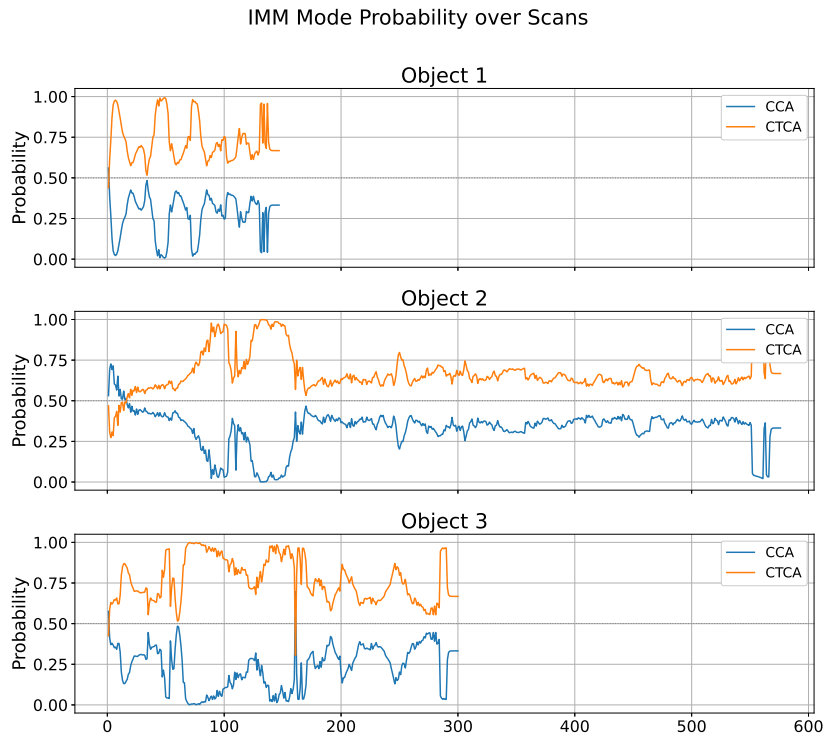 IMM Mode Probability over Scans
Object 1
1.00
0.75
0.50
0.25
0.00
Probability
CCA
CTCA
Object 2
1.00
0.75
0.50
0.25
0.00
Probability
CCA
CTCA
Object 3
1.00
0.75
0.50
0.25
0.00
Probability
CCA
CTCA
0 100 200 300 400 500 600